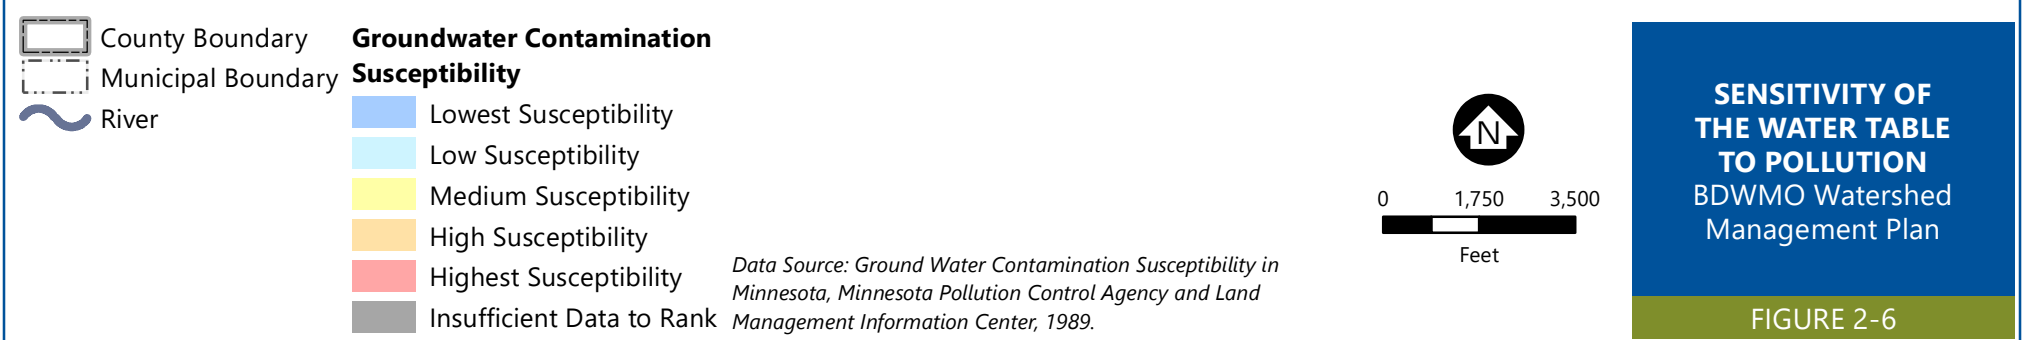 County Boundary
Municipal Boundary
River
Groundwater Contamination
Susceptibility
Lowest Susceptibility
Low Susceptibility
Medium Susceptibility
High Susceptibility
Highest Susceptibility
Insufficient Data to Rank
Data Source: Ground Water Contamination Susceptibility in
Minnesota, Minnesota Pollution Control Agency and Land
Management Information Center, 1989.
N
0 1,750 3,500
Feet
SENSITIVITY OF
THE WATER TABLE
TO POLLUTION
BDWMO Watershed
Management Plan
FIGURE 2-6